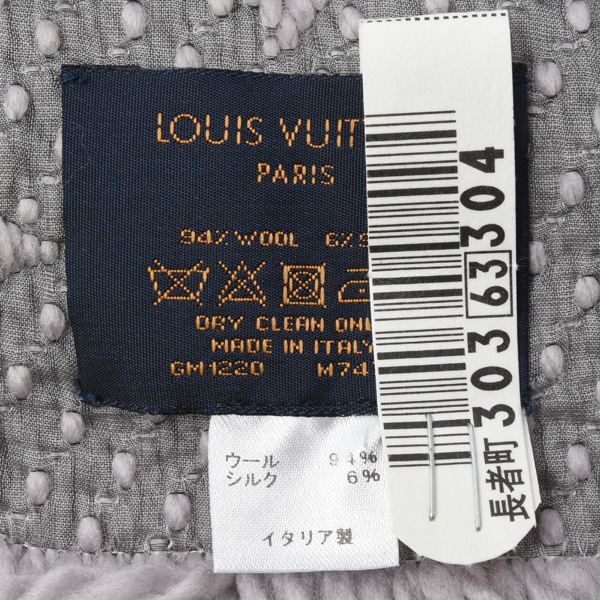 LOUIS VUIT
PARIS
94% WOOL 6% S
DRY CLEAN ONL
MADE IN ITALY
GM1220 M74
ウール 94%
シルク 6%
イタリア製
長者町 303 63 304